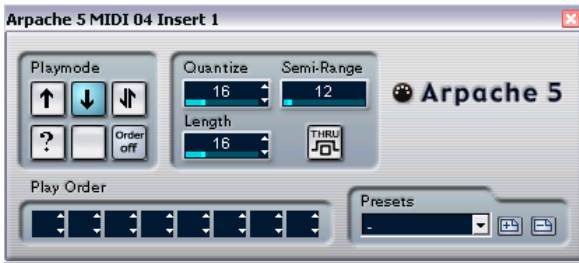 Arpache 5 MIDI 04 Insert 1
Playmode
?
Order
off
Quantize
16
Semi-Range
12
Length
16
THRU
Arpache 5
Play Order
Presets
-